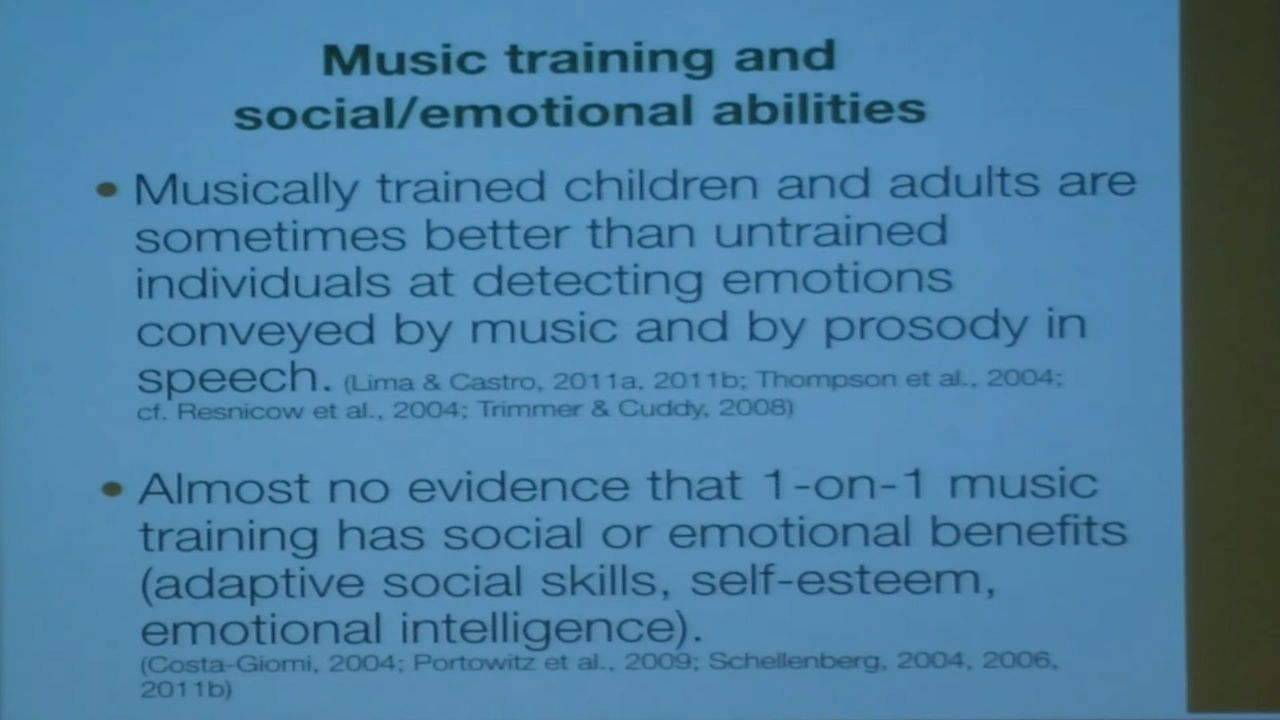 Music training and
social/emotional abilities
• Musically trained children and adults are
sometimes better than untrained
individuals at detecting emotions
conveyed by music and by prosody in
speech. (Lima & Castro, 2011a, 2011b; Thompson et al., 2004;
cf. Resnicow et al., 2004; Trimmer & Cuddy, 2008)
• Almost no evidence that 1-on-1 music
training has social or emotional benefits
(adaptive social skills, self-esteem,
emotional intelligence).
(Costa-Giomi, 2004; Portowitz et al., 2009; Schellenberg, 2004, 2006,
2011b)